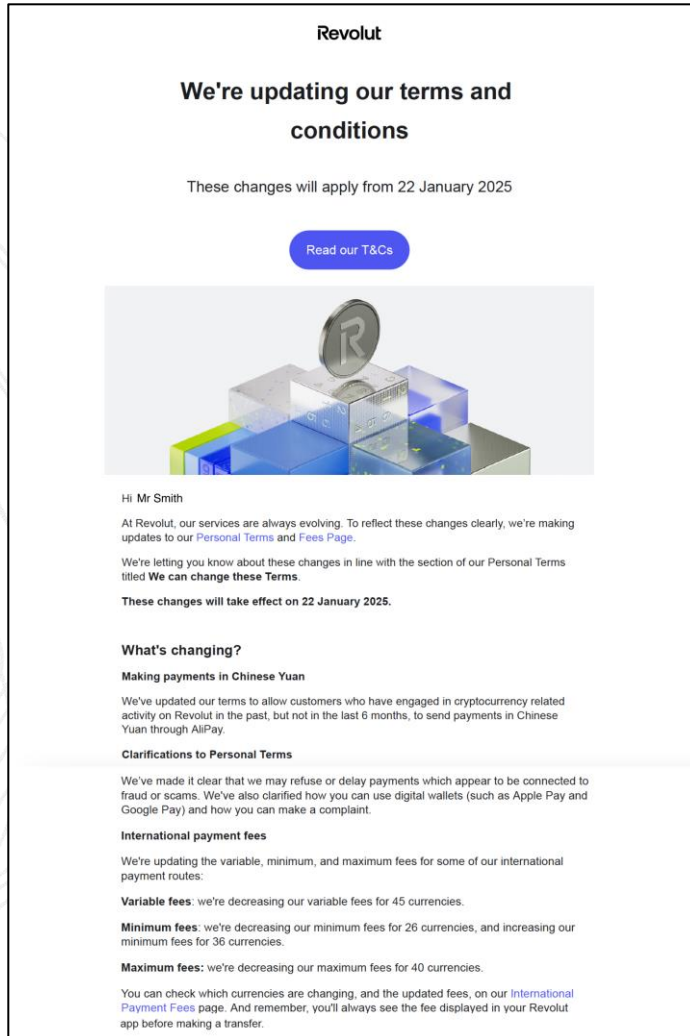 Revolut
We're updating our terms and
conditions
These changes will apply from 22 January 2025
Read our T&Cs
R
Hi Mr Smith
At Revolut, our services are always evolving. To reflect these changes clearly, we're making
updates to our Personal Terms and Fees Page.
We're letting you know about these changes in line with the section of our Personal Terms
titled We can change these Terms.
These changes will take effect on 22 January 2025.
What's changing?
Making payments in Chinese Yuan
We've updated our terms to allow customers who have engaged in cryptocurrency related
activity on Revolut in the past, but not in the last 6 months, to send payments in Chinese
Yuan through AliPay.
Clarifications to Personal Terms
We've made it clear that we may refuse or delay payments which appear to be connected to
fraud or scams. We've also clarified how you can use digital wallets (such as Apple Pay and
Google Pay) and how you can make a complaint.
International payment fees
We're updating the variable, minimum, and maximum fees for some of our international
payment routes:
Variable fees: we're decreasing our variable fees for 45 currencies.
Minimum fees: we're decreasing our minimum fees for 26 currencies, and increasing our
minimum fees for 36 currencies.
Maximum fees: we're decreasing our maximum fees for 40 currencies.
You can check which currencies are changing, and the updated fees, on our International
Payment Fees page. And remember, you'll always see the fee displayed in your Revolut
app before making a transfer.